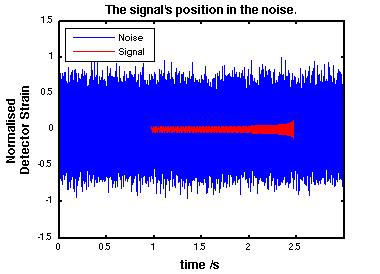 The signal's position in the noise.
1.5
Noise
Signal
1
0.5
0
-0.5
-1
-1.5
Normalised
Detector Strain
0 0.5 1 1.5 2 2.5
time /s